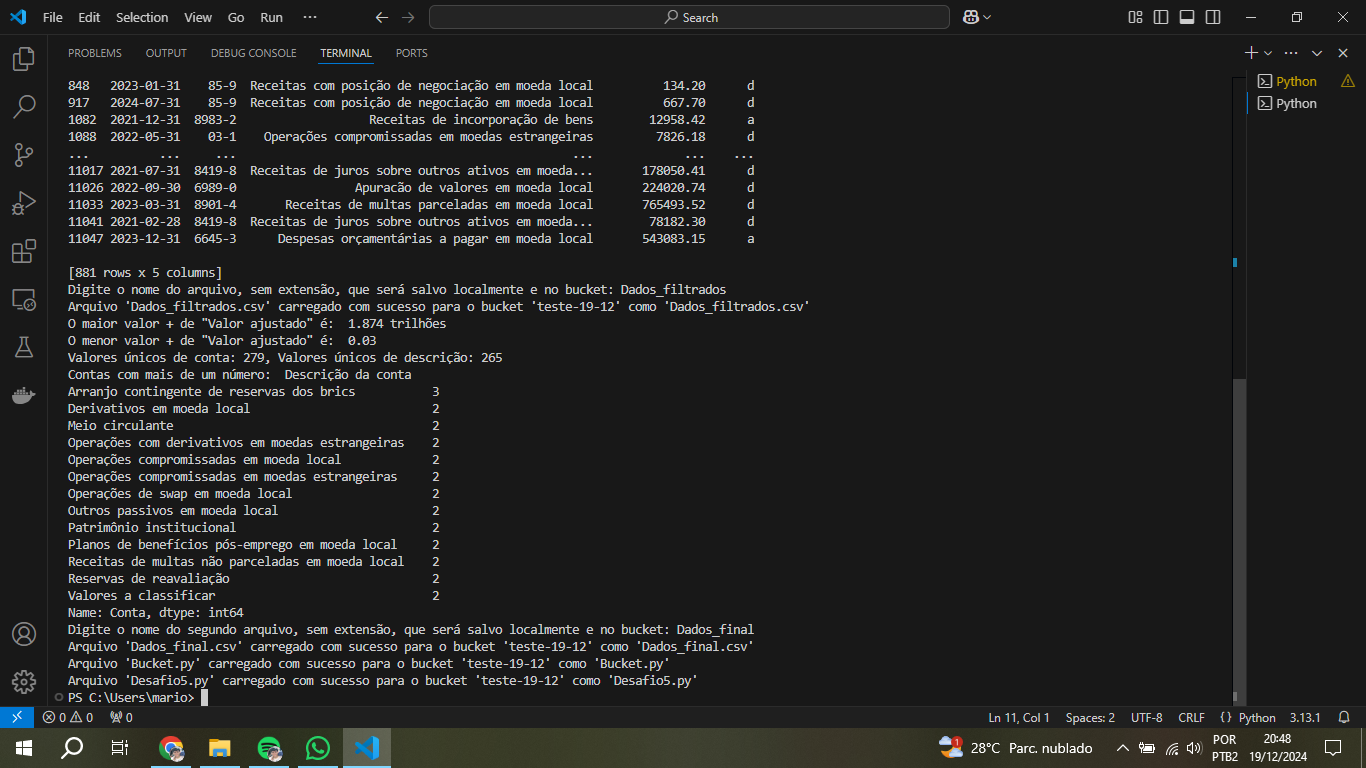 File Edit Selection View Go Run ··· Search
PROBLEMS OUTPUT DEBUG CONSOLE TERMINAL PORTS
848 2023-01-31 85-9 Receitas com posição de negociação em moeda local 134.20 d
917 2024-07-31 85-9 Receitas com posição de negociação em moeda local 667.70 d
1082 2021-12-31 8983-2 Receitas de incorporação de bens 12958.42 a
1088 2022-05-31 03-1 Operações compromissadas em moedas estrangeiras 7826.18 d
... ... ... ... ... ...
11017 2021-07-31 8419-8 Receitas de juros sobre outros ativos em moeda... 178050.41 d
11026 2022-09-30 6989-0 Apuracão de valores em moeda local 224020.74 d
11033 2023-03-31 8901-4 Receitas de multas parceladas em moeda local 765493.52 d
11041 2021-02-28 8419-8 Receitas de juros sobre outros ativos em moeda... 78182.30 d
11047 2023-12-31 6645-3 Despesas orçamentárias a pagar em moeda local 543083.15 a
[881 rows x 5 columns]
Digite o nome do arquivo, sem extensão, que será salvo localmente e no bucket: Dados_filtrados
Arquivo 'Dados_filtrados.csv' carregado com sucesso para o bucket 'teste-19-12' como 'Dados_filtrados.csv'
O maior valor + de "Valor ajustado" é: 1.874 trilhões
O menor valor + de "Valor ajustado" é: 0.03
Valores únicos de conta: 279, Valores únicos de descrição: 265
Contas com mais de um número: Descrição da conta
Arranjo contingente de reservas dos brics 3
Derivativos em moeda local 2
Meio circulante 2
Operações com derivativos em moedas estrangeiras 2
Operações compromissadas em moeda local 2
Operações compromissadas em moedas estrangeiras 2
Operações de swap em moeda local 2
Outros passivos em moeda local 2
Patrimônio institucional 2
Planos de benefícios pós-emprego em moeda local 2
Receitas de multas não parceladas em moeda local 2
Reservas de reavaliação 2
Valores a classificar 2
Name: Conta, dtype: int64
Digite o nome do segundo arquivo, sem extensão, que será salvo localmente e no bucket: Dados_final
Arquivo 'Dados_final.csv' carregado com sucesso para o bucket 'teste-19-12' como 'Dados_final.csv'
Arquivo 'Bucket.py' carregado com sucesso para o bucket 'teste-19-12' como 'Bucket.py'
Arquivo 'Desafio5.py' carregado com sucesso para o bucket 'teste-19-12' como 'Desafio5.py'
PS C:\Users\mario>
Python
Python
0 0 0 Ln 11, Col 1 Spaces: 2 UTF-8 CRLF {} Python 3.13.1
1 28°C Parc. nublado POR PTB2 20:48 19/12/2024